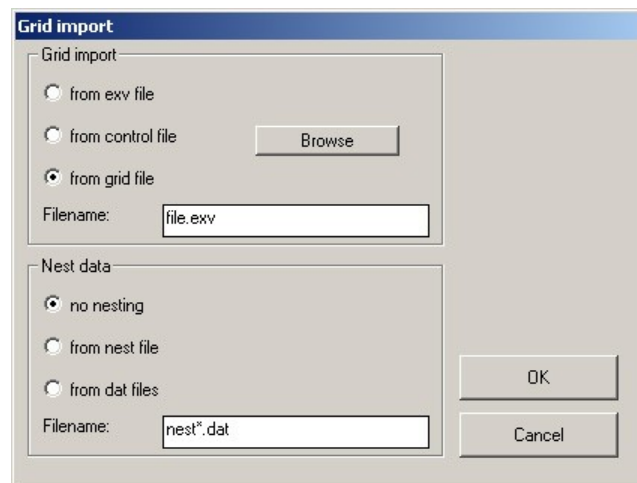 Grid import
Grid import
from exv file
from control file
Browse
from grid file
Filename:
file.exv
Nest data
no nesting
from nest file
from dat files
OK
Filename:
nest*.dat
Cancel